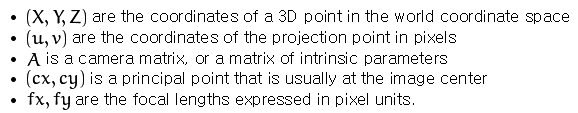 • (X, Y, Z) are the coordinates of a 3D point in the world coordinate space
• (u, v) are the coordinates of the projection point in pixels
• A is a camera matrix, or a matrix of intrinsic parameters
• (cx, cy) is a principal point that is usually at the image center
• fx, fy are the focal lengths expressed in pixel units.